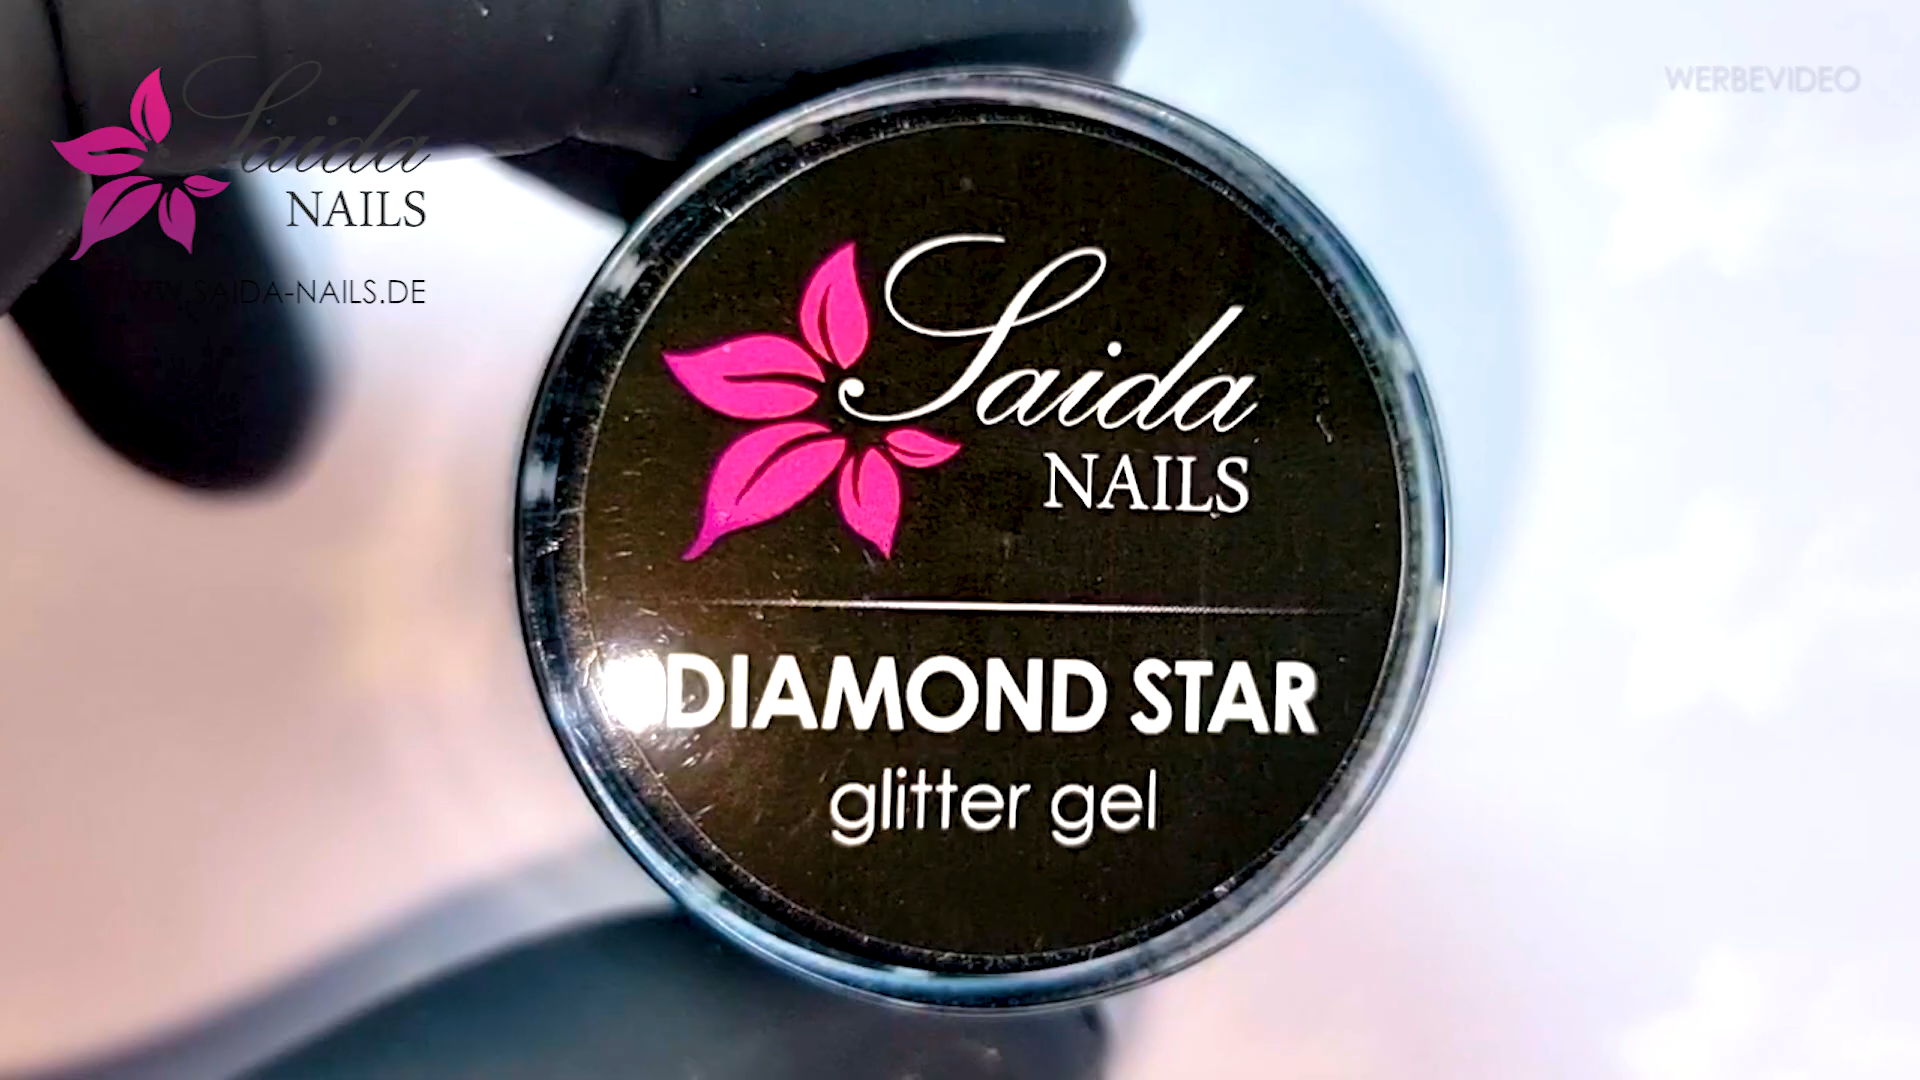 Saida
NAILS
WWW.SAIDA-NAILS.DE
WERBEVIDEO
Saida
NAILS
DIAMOND STAR
glitter gel